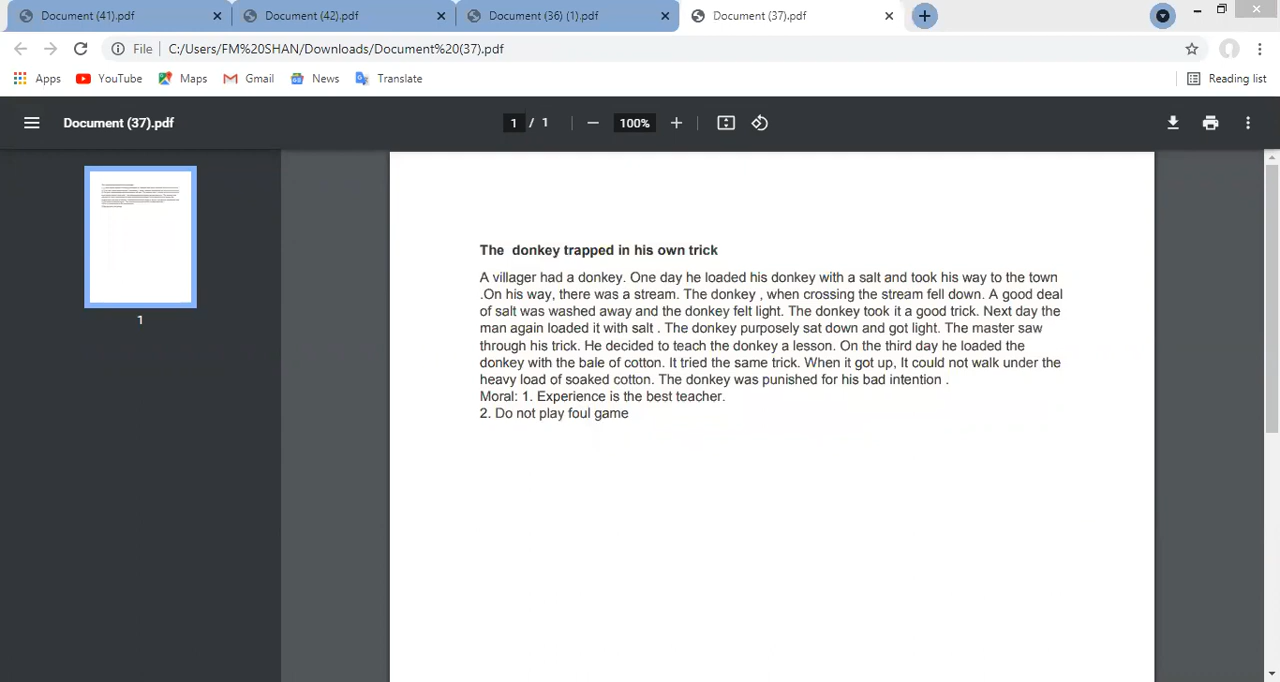 Document (41).pdf
Document (42).pdf
Document (36) (1).pdf
Document (37).pdf
File C:/Users/FM%20SHAN/Downloads/Document%20(37).pdf
Apps YouTube Maps Gmail News Translate Reading list
Document (37).pdf 1 / 1 100%
1
The donkey trapped in his own trick
A villager had a donkey. One day he loaded his donkey with a salt and took his way to the town
.On his way, there was a stream. The donkey , when crossing the stream fell down. A good deal
of salt was washed away and the donkey felt light. The donkey took it a good trick. Next day the
man again loaded it with salt . The donkey purposely sat down and got light. The master saw
through his trick. He decided to teach the donkey a lesson. On the third day he loaded the
donkey with the bale of cotton. It tried the same trick. When it got up, It could not walk under the
heavy load of soaked cotton. The donkey was punished for his bad intention .
Moral: 1. Experience is the best teacher.
2. Do not play foul game